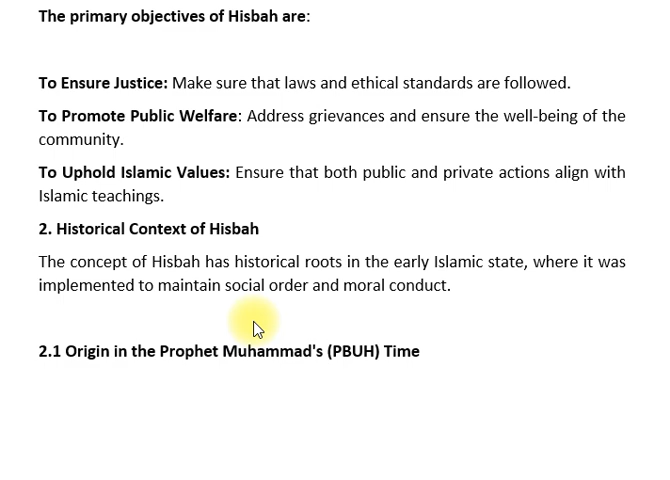 The primary objectives of Hisbah are:
To Ensure Justice: Make sure that laws and ethical standards are followed.
To Promote Public Welfare: Address grievances and ensure the well-being of the
community.
To Uphold Islamic Values: Ensure that both public and private actions align with
Islamic teachings.
2. Historical Context of Hisbah
The concept of Hisbah has historical roots in the early Islamic state, where it was
implemented to maintain social order and moral conduct.
2.1 Origin in the Prophet Muhammad's (PBUH) Time